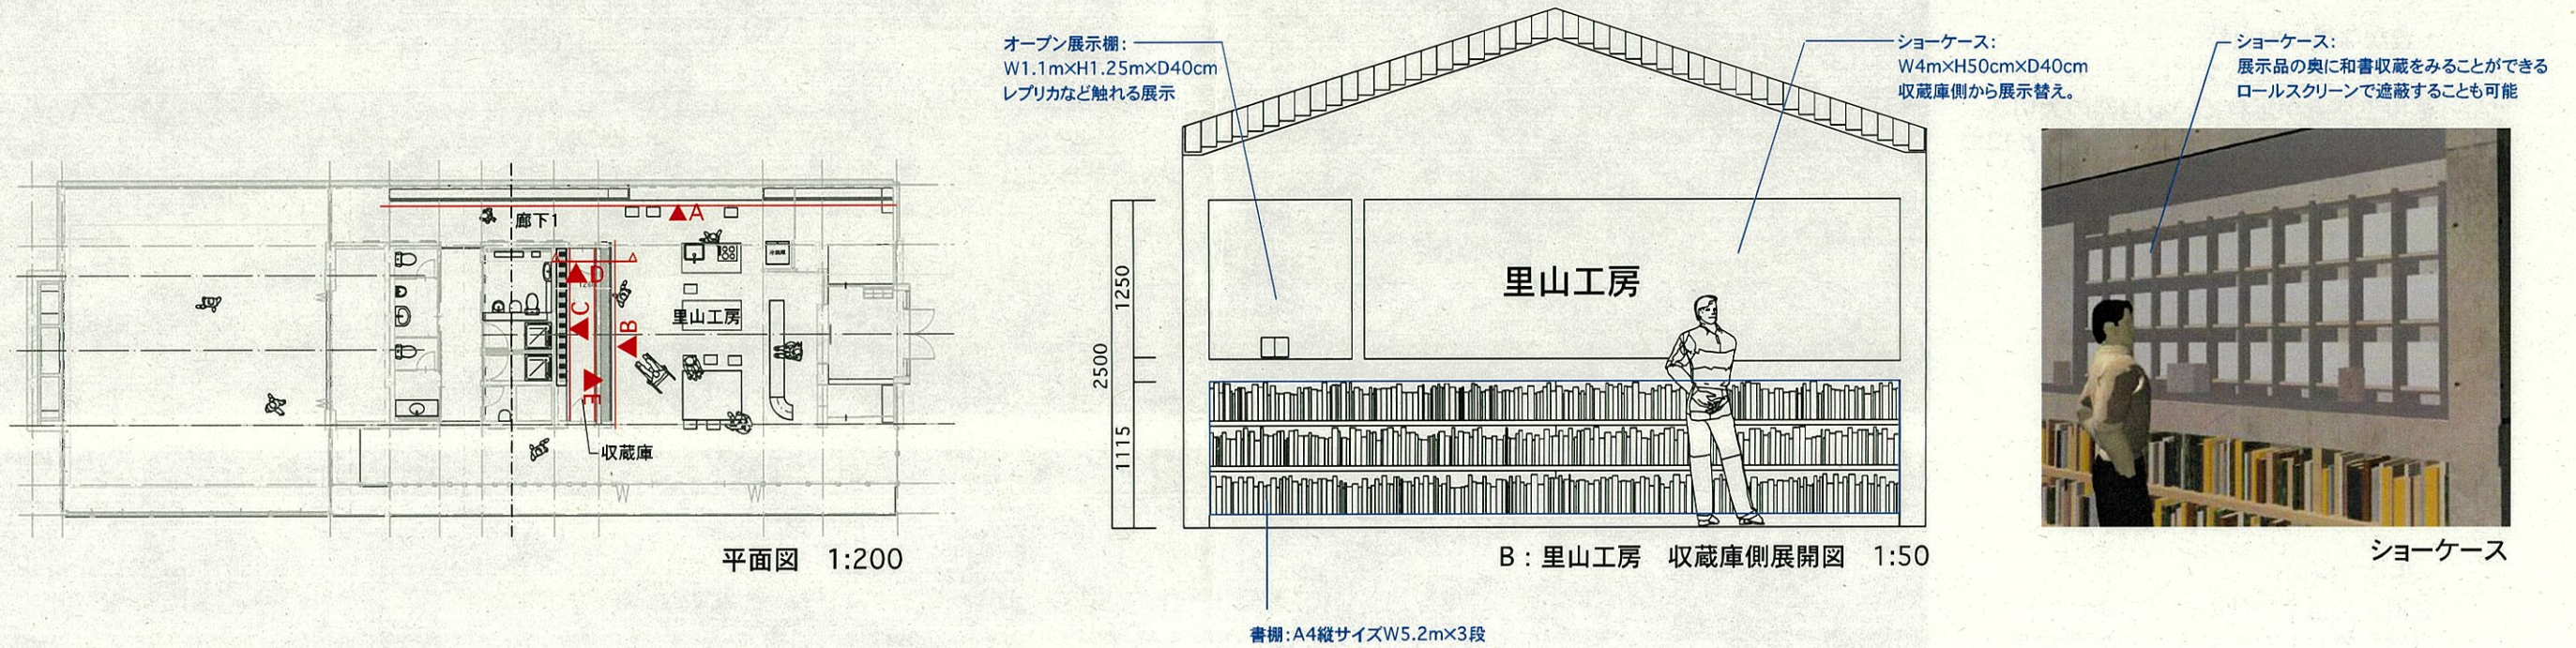 オープン展示棚:
W1.1m×H1.25m×D40cm
レプリカなど触れる展示
ショーケース:
W4m×H50cm×D40cm
収蔵庫側から展示替え。
ショーケース:
展示品の奥に和書収蔵をみることができる
ロールスクリーンで遮蔽することも可能
廊下1
A
D
C
B
E
里山工房
収蔵庫
平面図 1:200
1250
2500
1115
里山工房
B:里山工房 収蔵庫側展開図 1:50
書棚:A4縦サイズW5.2m×3段
ショーケース